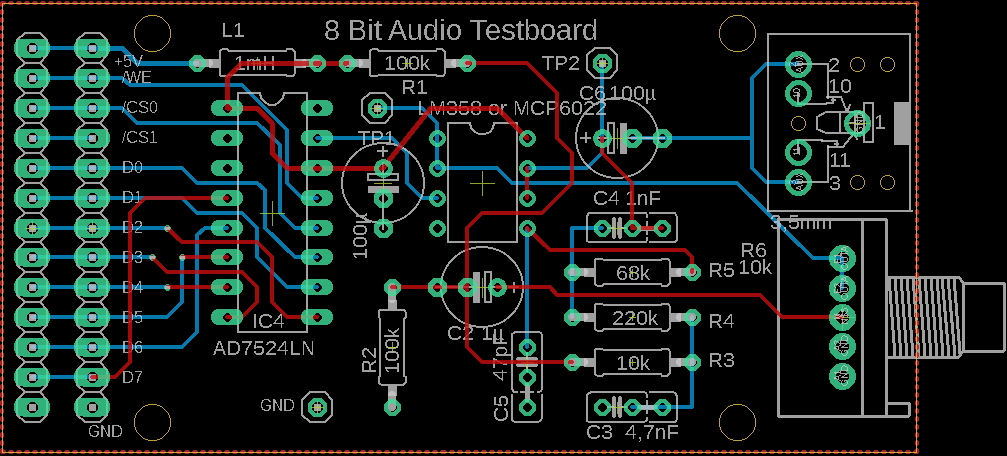 8 Bit Audio Testboard
L1
1mH
100k
R1
TP2
C6 100µ
+5V
/WE
/CS0
/CS1
D0
D1
D2
D3
D4
D5
D6
D7
GND
LM358 or MCP6022
TP1
+
+
100µ
2
10
1
11
3
3,5mm
C4 1nF
68k
R5
R6
10k
220k
R4
10k
R3
C3 4,7nF
C2 1µ
+
47pF
C5
R2
100k
IC4
AD7524LN
GND